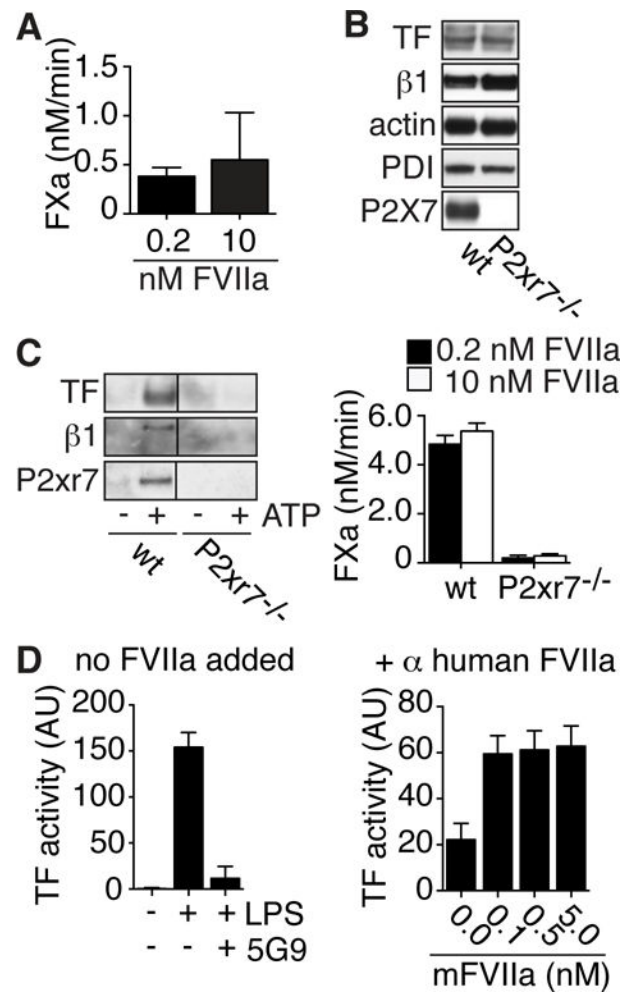 A
FXa (nM/min)
1.5
1.0
0.5
0
0.2 10
nM FVIIa
B
TF
β1
actin
PDI
P2X7
wt
P2xr7-/-
C
TF
β1
P2xr7
- + - + ATP
wt P2xr7-/-
0.2 nM FVIIa
10 nM FVIIa
FXa (nM/min)
6.0
4.0
2.0
0
wt P2xr7-/-
D
no FVIIa added
TF activity (AU)
200
150
100
50
0
- + + LPS
- - + 5G9
+ α human FVIIa
TF activity (AU)
80
60
40
20
0
0.0 0.1 0.5 5.0
mFVIIa (nM)